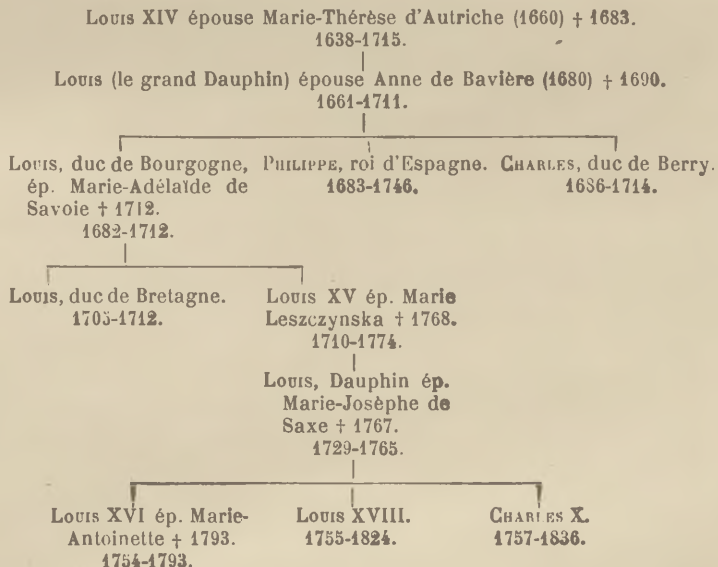 Louis XIV épouse Marie-Thérèse d'Autriche (1660) + 1683.
1638-1715.
Louis (le grand Dauphin) épouse Anne de Bavière (1680) + 1690.
1661-1711.
Louis, duc de Bourgogne,
ép. Marie-Adélaïde de
Savoie † 1712.
1682-1712.
PHILIPPE, roi d'Espagne.
1683-1746.
CHARLES, duc de Berry.
1686-1714.
Louis, duc de Bretagne.
1705-1712.
Louis XV ép. Marie
Leszczynska † 1768.
1710-1774.
Louis, Dauphin ép.
Marie-Josèphe de
Saxe † 1767.
1729-1765.
Louis XVI ép. Marie-
Antoinette + 1793.
1754-1793.
Louis XVIII.
1755-1824.
CHARLES X.
1757-1836.